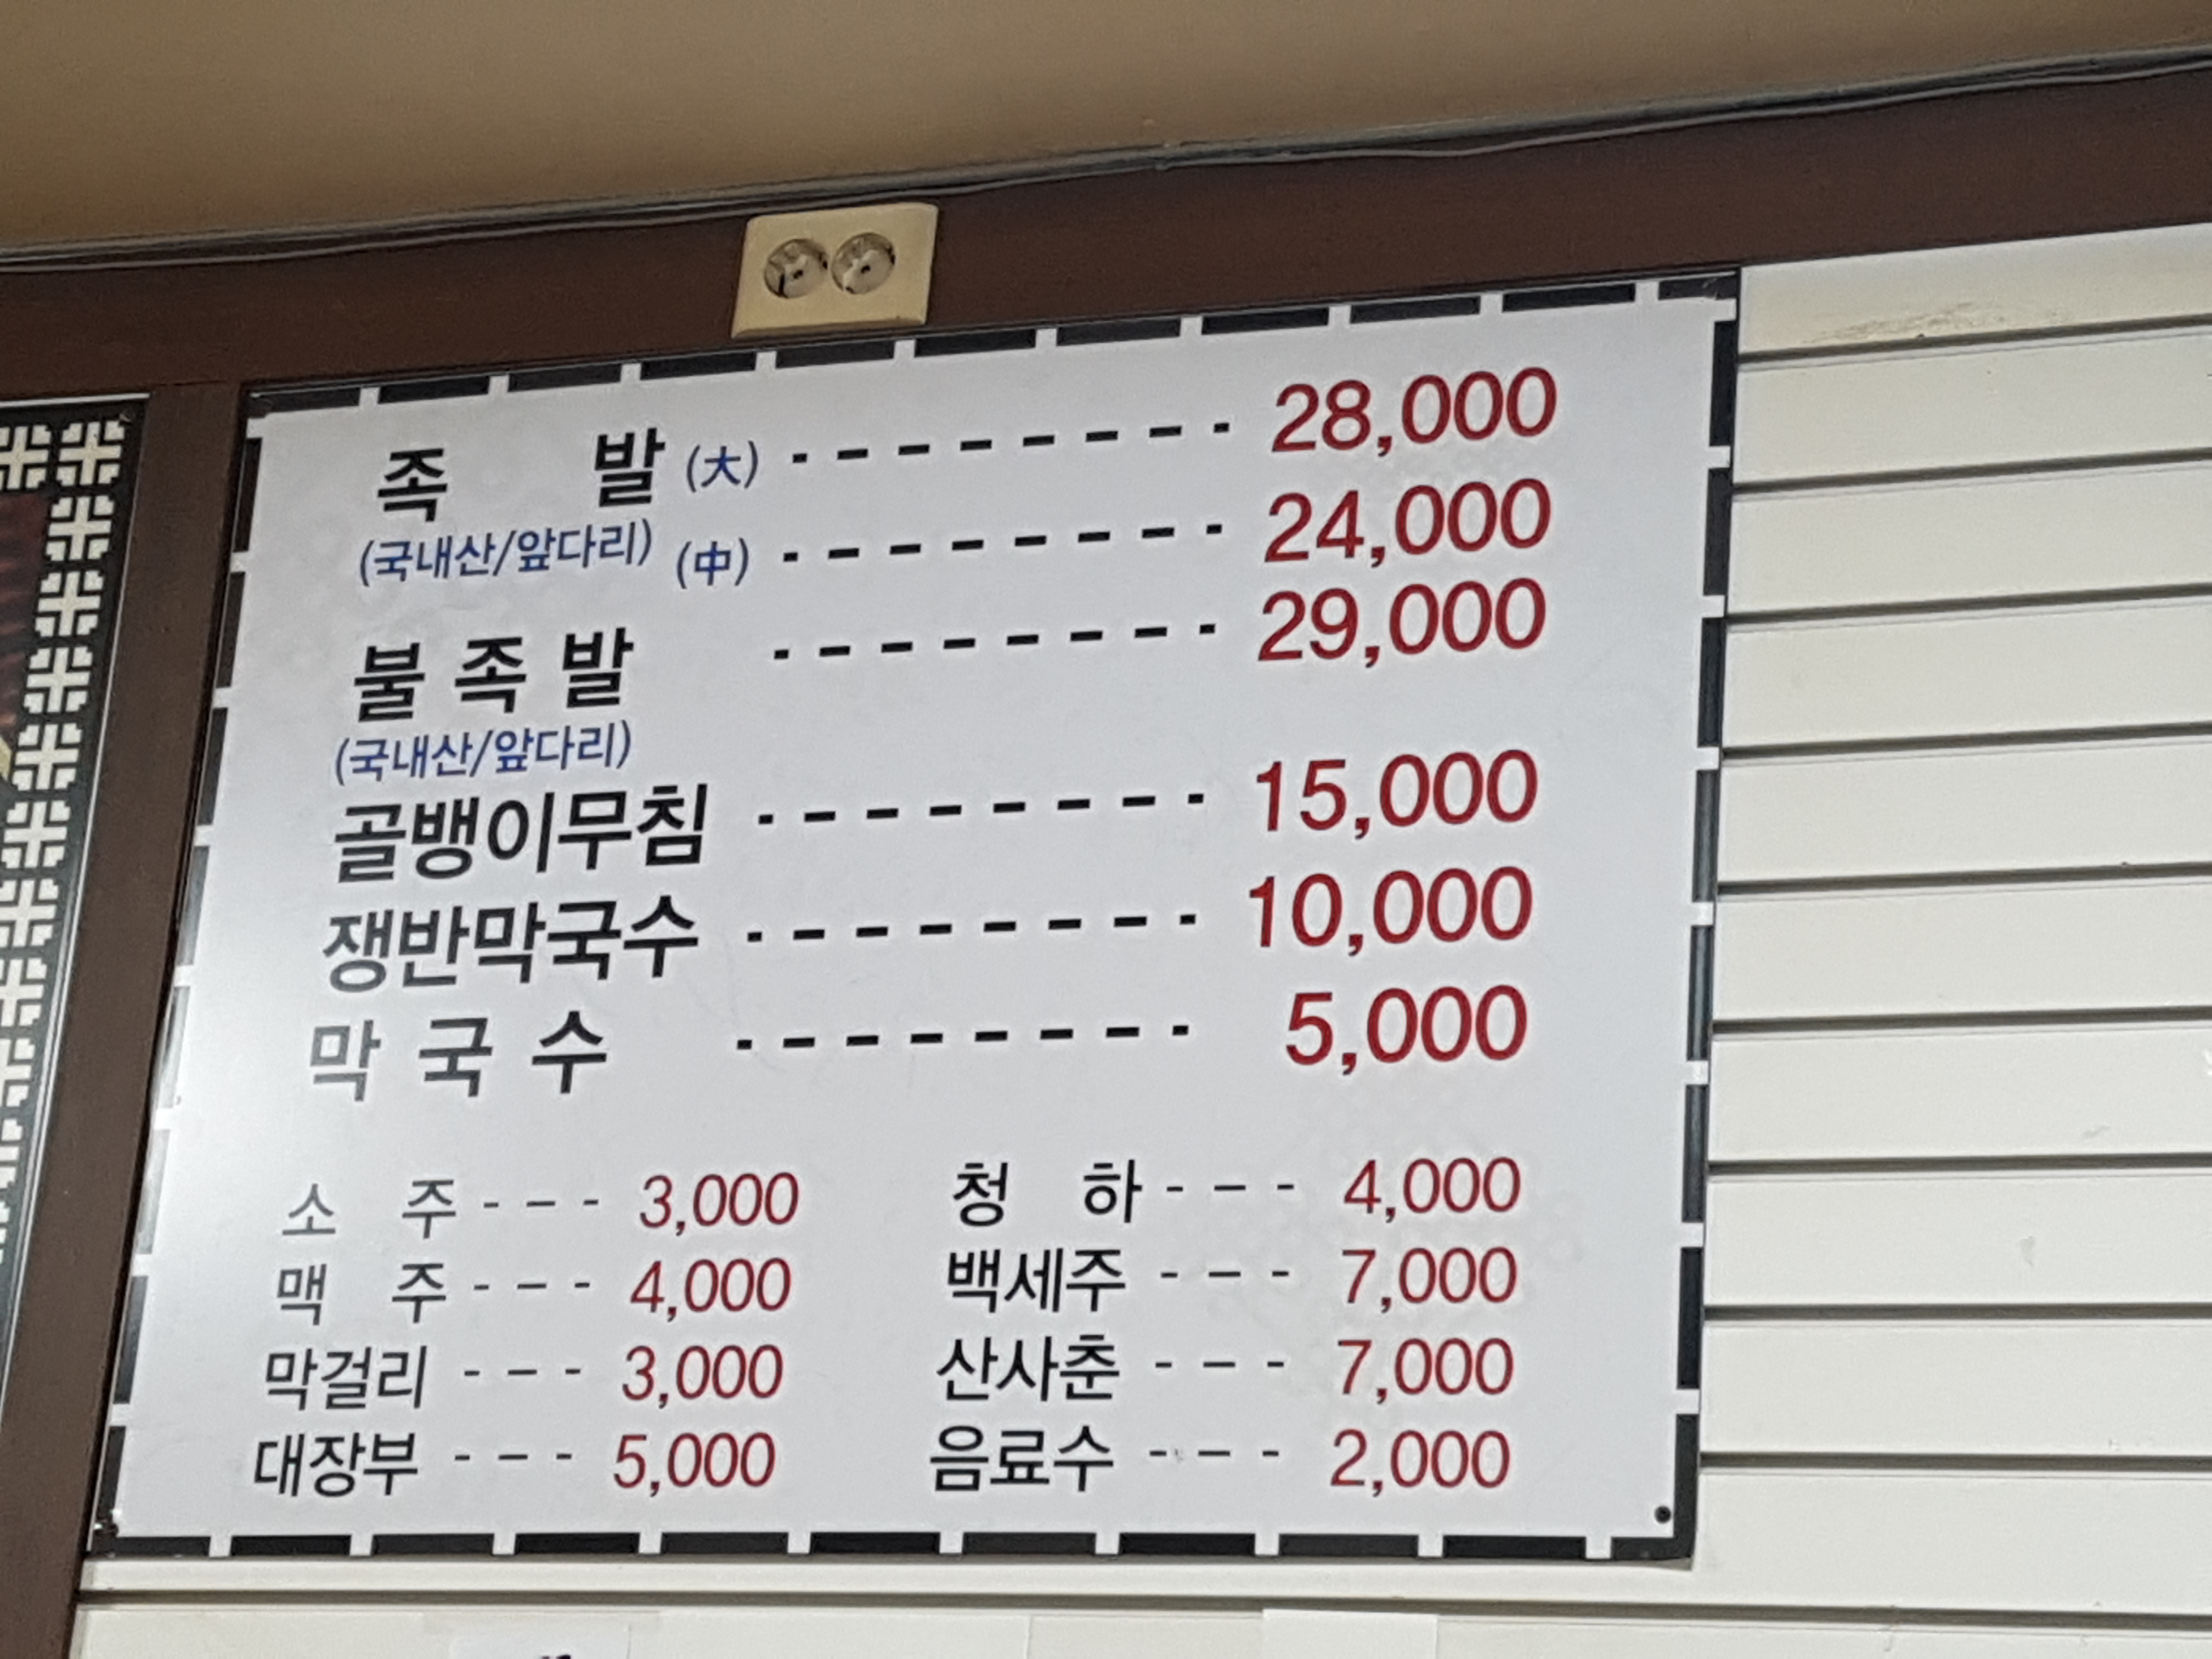 족 발 (大) -------- 28,000
(국내산/앞다리) (中) -------- 24,000
불족발 -------- 29,000
(국내산/앞다리)
골뱅이무침 -------- 15,000
쟁반막국수 -------- 10,000
막국수 -------- 5,000
소 주 --- 3,000 청 하 --- 4,000
맥 주 --- 4,000 백세주 --- 7,000
막걸리 --- 3,000 산사춘 --- 7,000
대장부 --- 5,000 음료수 --- 2,000